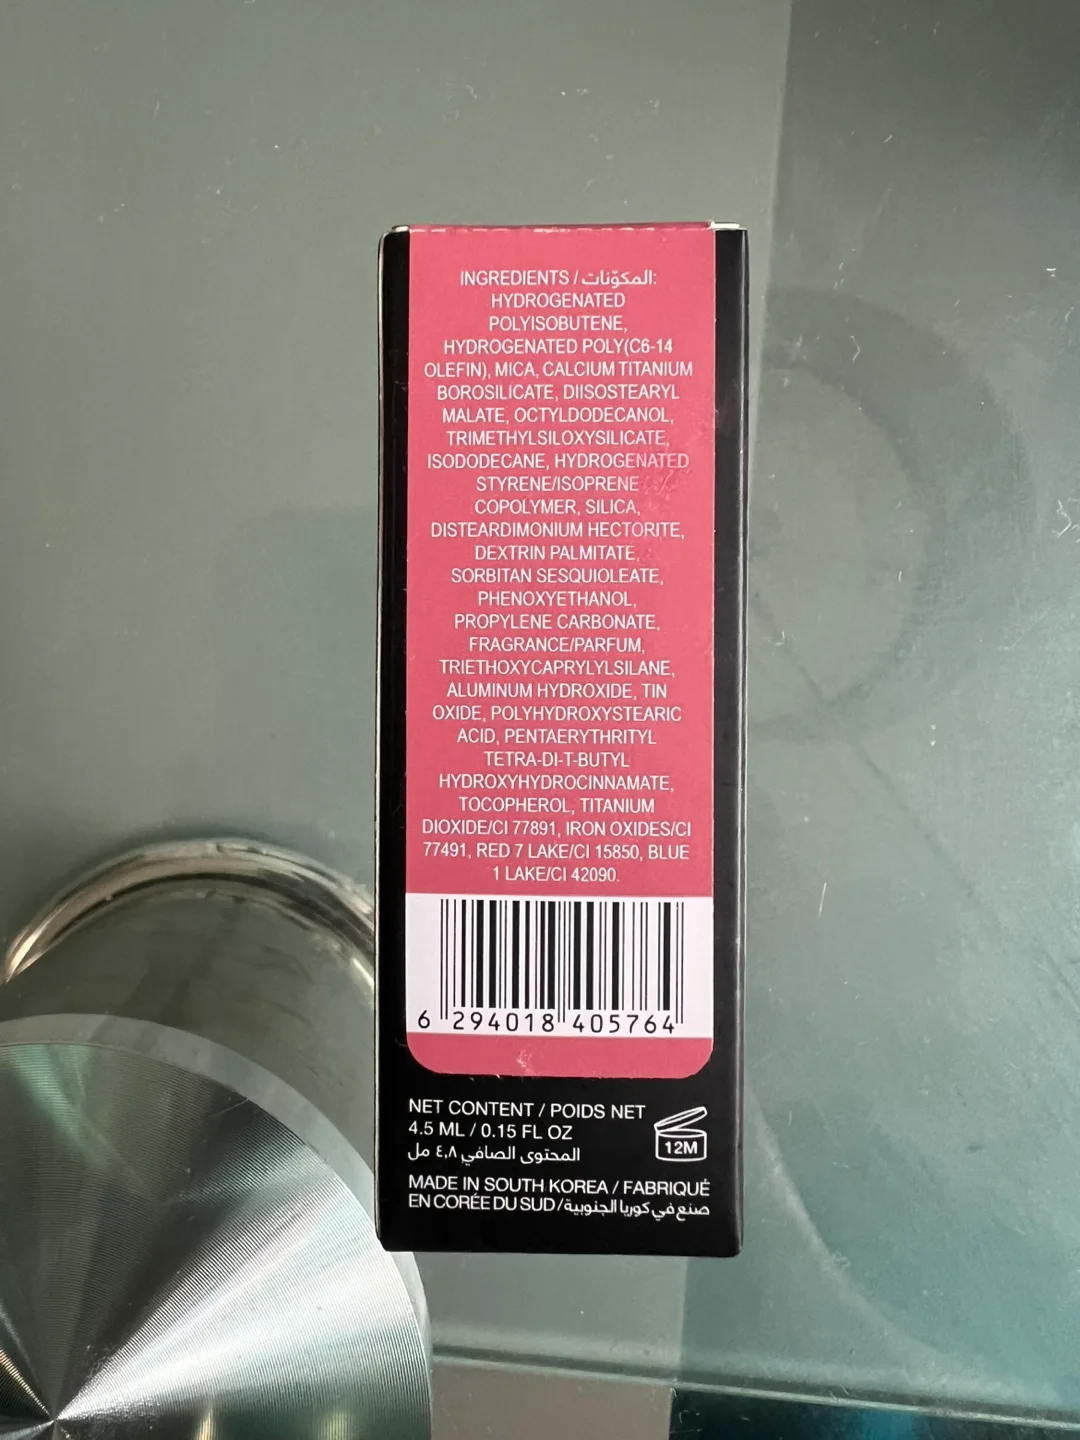 INGREDIENTS / المكوّنات:
HYDROGENATED
POLYISOBUTENE,
HYDROGENATED POLY(C6-14
OLEFIN), MICA, CALCIUM TITANIUM
BOROSILICATE, DIISOSTEARYL
MALATE, OCTYLDODECANOL,
TRIMETHYLSILOXYSILICATE,
ISODODECANE, HYDROGENATED
STYRENE/ISOPRENE
COPOLYMER, SILICA,
DISTEARDIMONIUM HECTORITE,
DEXTRIN PALMITATE,
SORBITAN SESQUIOLEATE,
PHENOXYETHANOL,
PROPYLENE CARBONATE,
FRAGRANCE/PARFUM,
TRIETHOXYCAPRYLYLSILANE,
ALUMINUM HYDROXIDE, TIN
OXIDE, POLYHYDROXYSTEARIC
ACID, PENTAERYTHRITYL
TETRA-DI-T-BUTYL
HYDROXYHYDROCINNAMATE,
TOCOPHEROL, TITANIUM
DIOXIDE/CI 77891, IRON OXIDES/CI
77491, RED 7 LAKE/CI 15850, BLUE
1 LAKE/CI 42090.
6 294018 405764
NET CONTENT / POIDS NET
4.5 ML / 0.15 FL OZ
المحتوى الصافي ٤,٨ مل
12M
MADE IN SOUTH KOREA / FABRIQUÉ
EN CORÉE DU SUD / صنع في كوريا الجنوبية